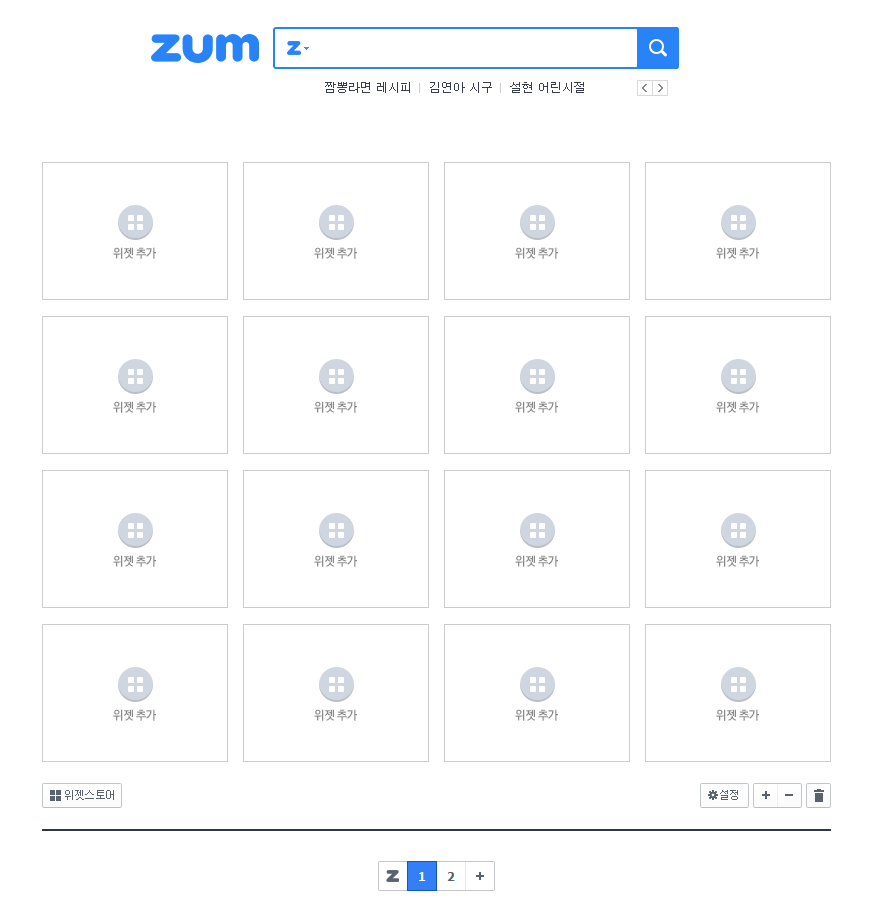 zum
z
짬뽕라면 레시피 김연아 시구 설현 어린시절
위젯 추가 위젯 추가 위젯 추가 위젯 추가
위젯 추가 위젯 추가 위젯 추가 위젯 추가
위젯 추가 위젯 추가 위젯 추가 위젯 추가
위젯 추가 위젯 추가 위젯 추가 위젯 추가
위젯스토어 설정 + −
z 1 2 +